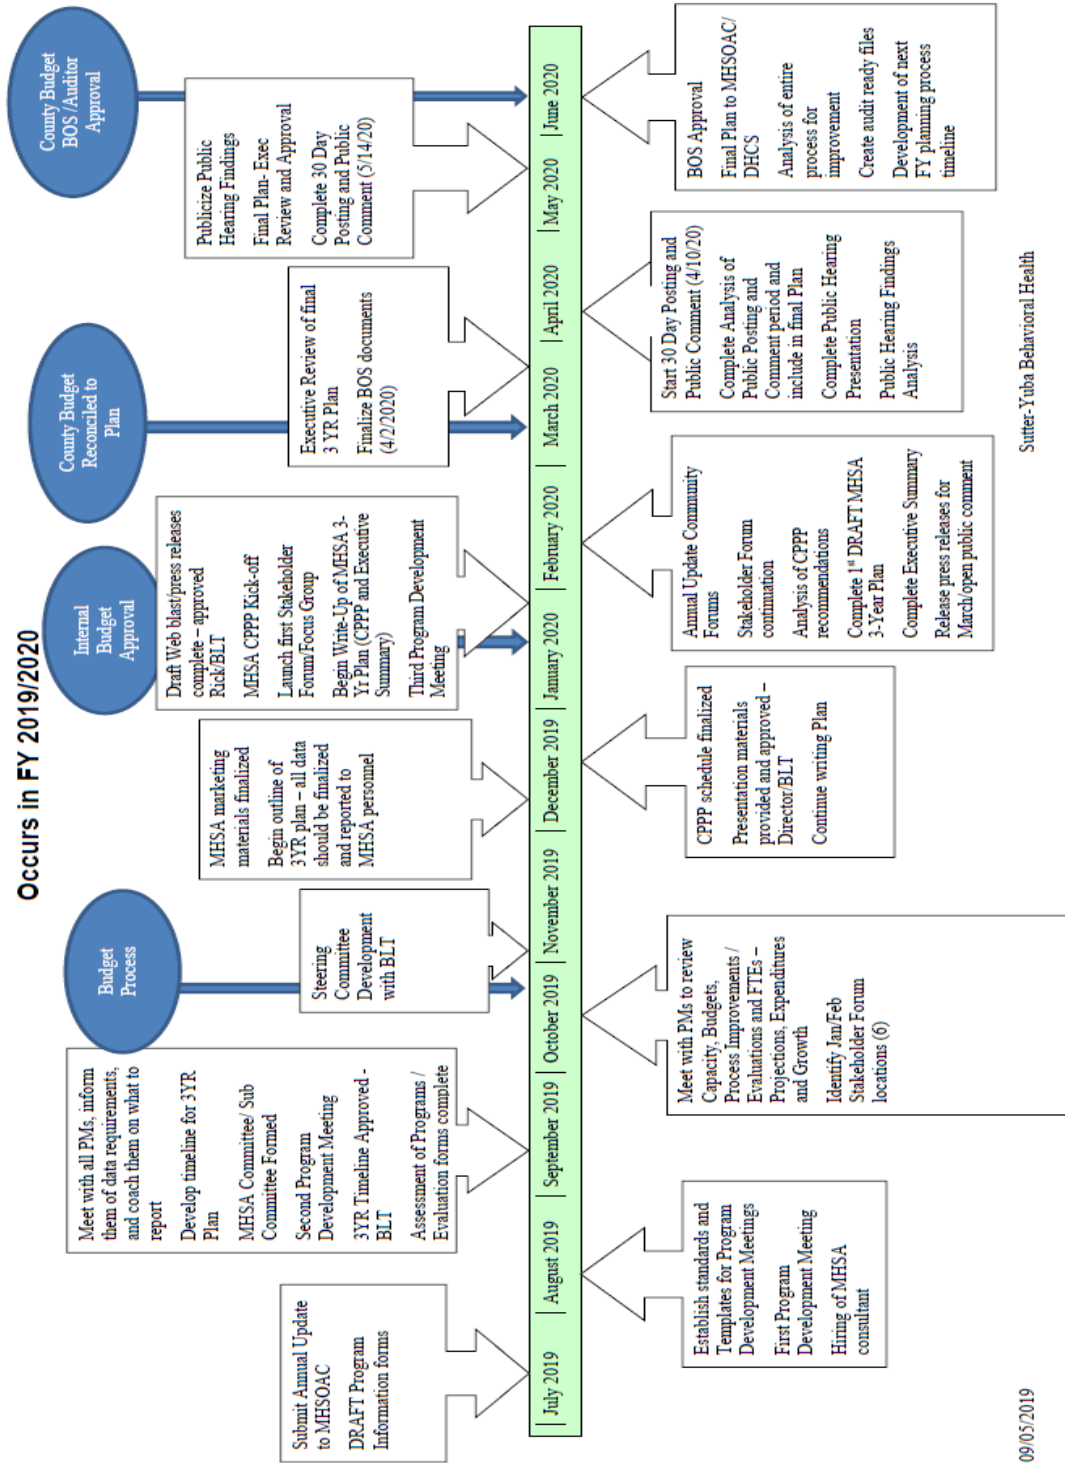 Occurs in FY 2019/2020
Budget
Process
Internal
Budget
Approval
County Budget
Reconciled to
Plan
County Budget
BOS /Auditor
Approval
Submit Annual Update
to MHSOAC
DRAFT Program
Information forms
Meet with all PMs, inform
them of data requirements,
and coach them on what to
report
Develop timeline for 3YR
Plan
MHSA Committee/ Sub
Committee Formed
Second Program
Development Meeting
3YR Timeline Approved -
BLT
Assessment of Programs /
Evaluation forms complete
Steering
Committee
Development
with BLT
MHSA marketing
materials finalized
Begin outline of
3YR plan – all data
should be finalized
and reported to
MHSA personnel
Draft Web blast/press releases
complete – approved
Rick/BLT
MHSA CPPP Kick-off
Launch first Stakeholder
Forum/Focus Group
Begin Write-Up of MHSA 3-
Yr Plan (CPPP and Executive
Summary)
Third Program Development
Meeting
Executive Review of final
3 YR Plan
Finalize BOS documents
(4/2/2020)
Publicize Public
Hearing Findings
Final Plan- Exec
Review and Approval
Complete 30 Day
Posting and Public
Comment (5/14/20)
| July 2019 | August 2019 | September 2019 | October 2019 | November 2019 | December 2019 | January 2020 | February 2020 | March 2020 | April 2020 | May 2020 | June 2020
Establish standards and
Templates for Program
Development Meetings
First Program
Development Meeting
Hiring of MHSA
consultant
Meet with PMs to review
Capacity, Budgets,
Process Improvements /
Evaluations and FTEs –
Projections, Expenditures
and Growth
Identify Jan/Feb
Stakeholder Forum
locations (6)
CPPP schedule finalized
Presentation materials
provided and approved –
Director/BLT
Continue writing Plan
Annual Update Community
Forums
Stakeholder Forum
continuation
Analysis of CPPP
recommendations
Complete 1st DRAFT MHSA
3-Year Plan
Complete Executive Summary
Release press releases for
March/open public comment
Start 30 Day Posting and
Public Comment (4/10/20)
Complete Analysis of
Public Posting and
Comment period and
include in final Plan
Complete Public Hearing
Presentation
Public Hearing Findings
Analysis
BOS Approval
Final Plan to MHSOAC/
DHCS
Analysis of entire
process for
improvement
Create audit ready files
Development of next
FY planning process
timeline
09/05/2019
Sutter-Yuba Behavioral Health